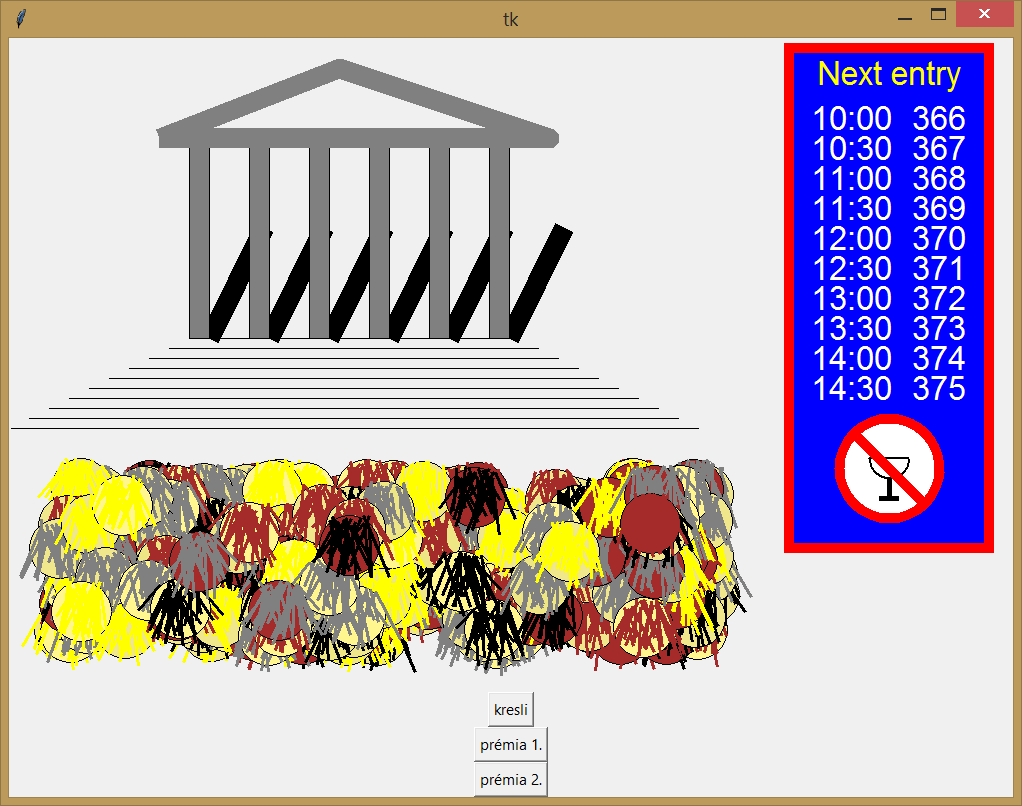 tk
Next entry
10:00 366
10:30 367
11:00 368
11:30 369
12:00 370
12:30 371
13:00 372
13:30 373
14:00 374
14:30 375
kresli
prémia 1.
prémia 2.